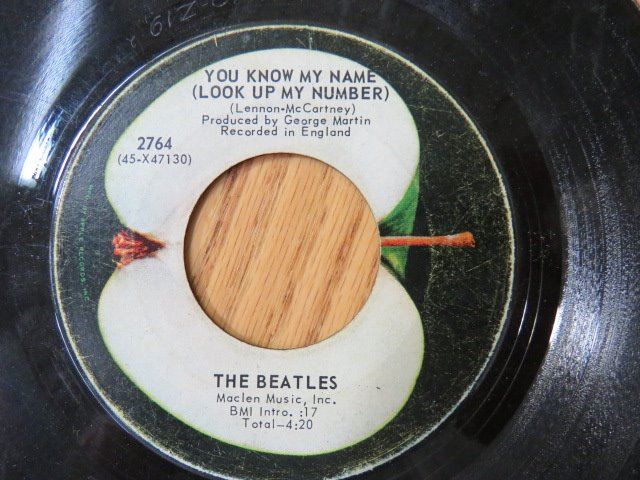 YOU KNOW MY NAME
(LOOK UP MY NUMBER)
(Lennon-McCartney)
Produced by George Martin
Recorded in England
2764
(45-X47130)
THE BEATLES
Maclen Music, Inc.
BMI Intro. :17
Total-4:20